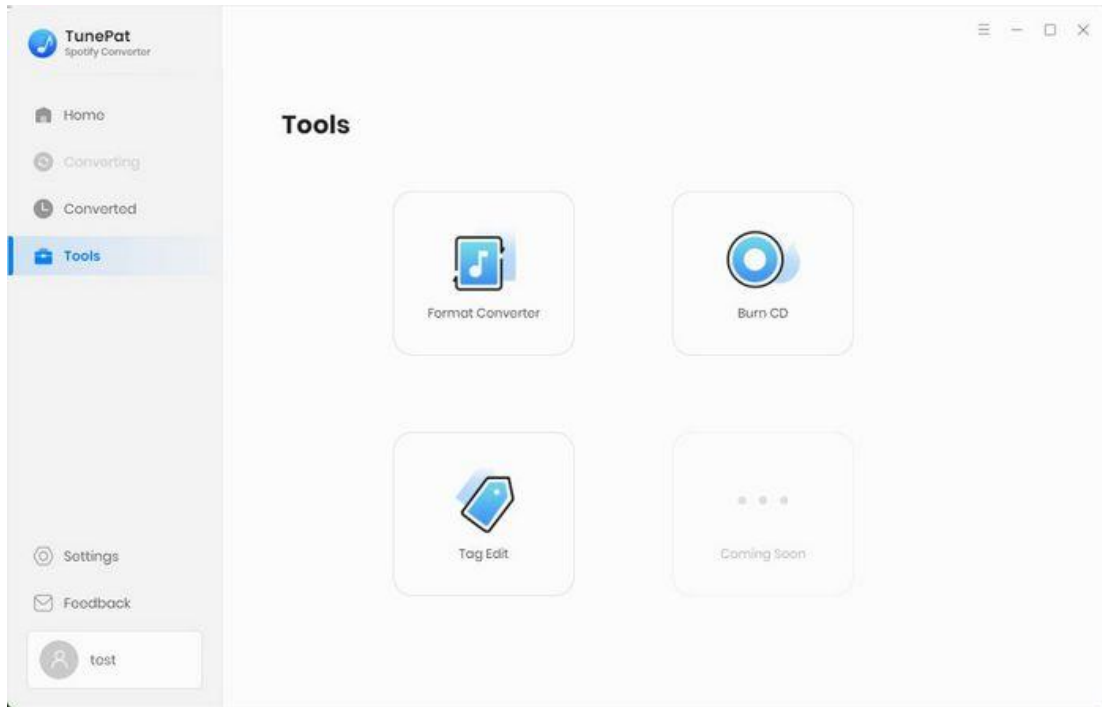 TunePat
Spotify Converter
Home
Converting
Converted
Tools
Settings
Feedback
test
Tools
Format Converter
Burn CD
Tag Edit
Coming Soon